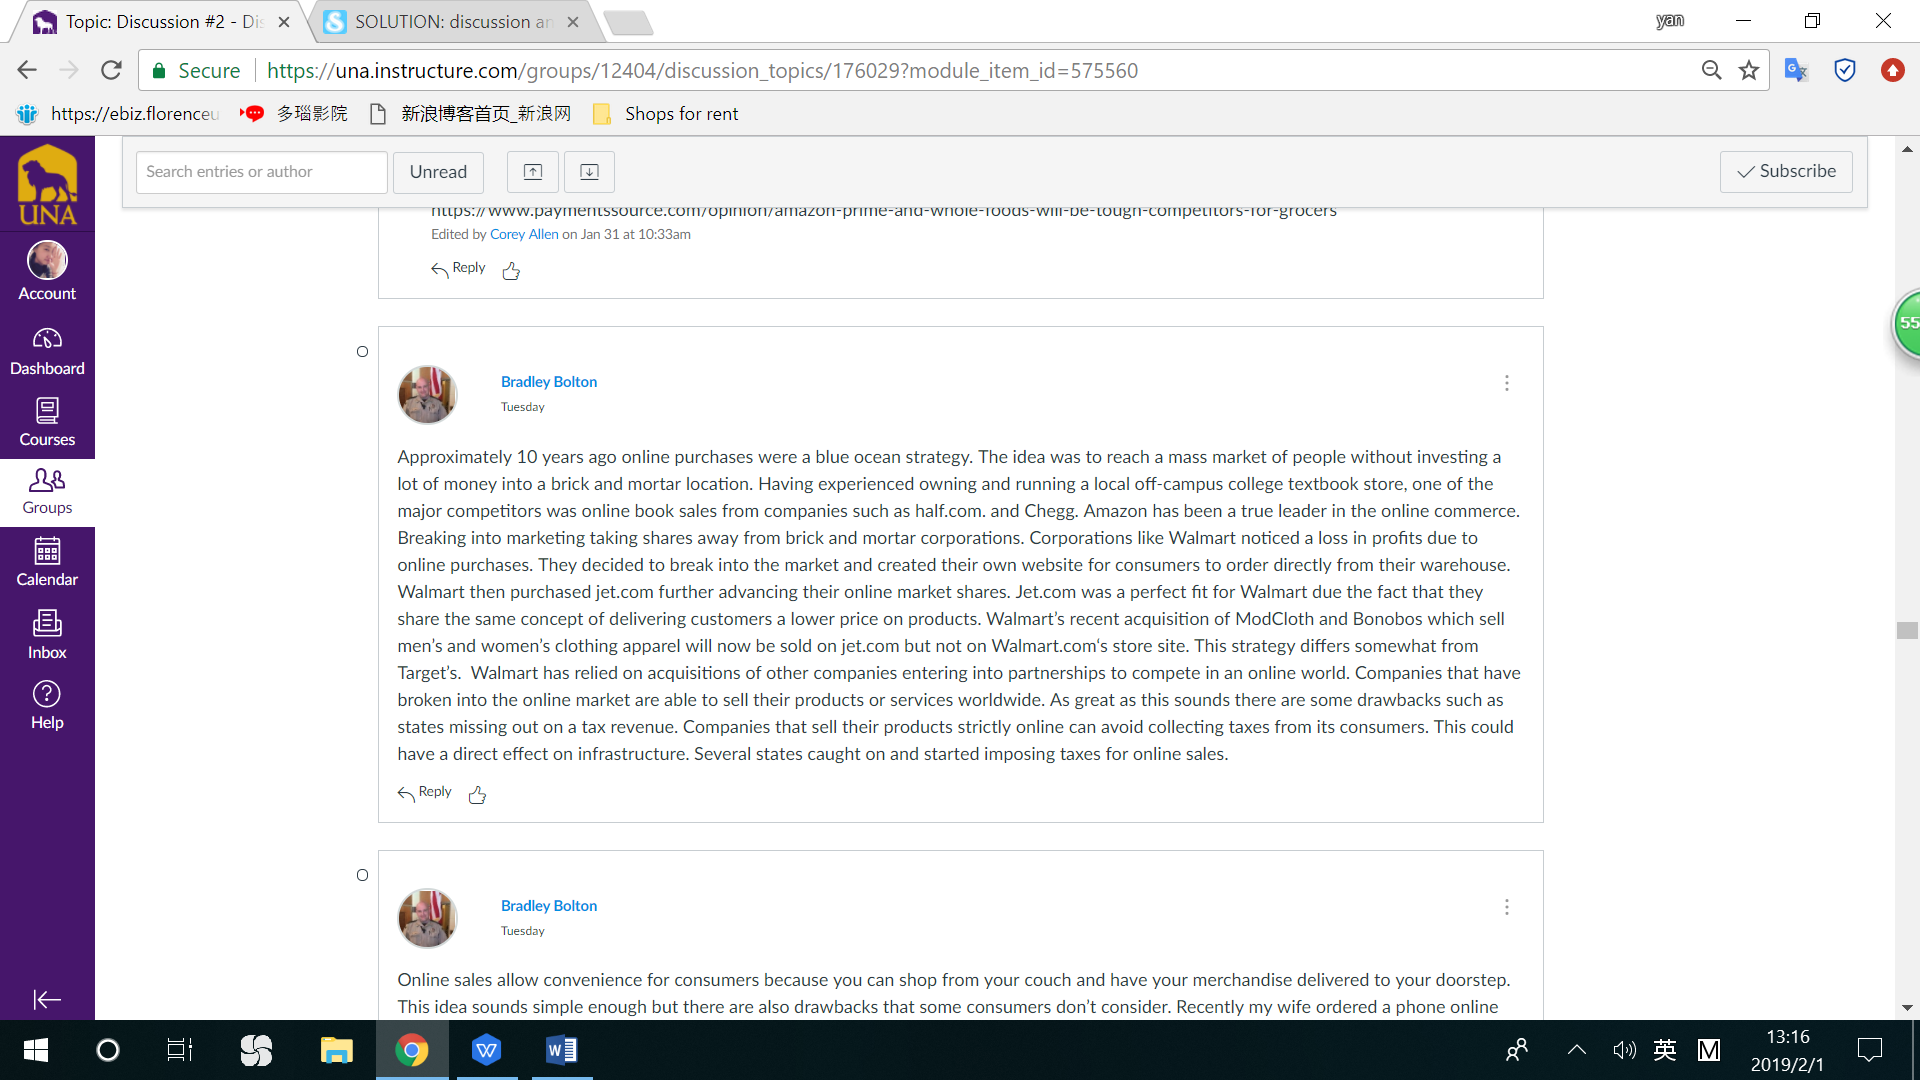 Topic: Discussion #2 - Dis
SOLUTION: discussion an
yan
Secure
https://una.instructure.com/groups/12404/discussion_topics/176029?module_item_id=575560
https://ebiz.florenceu
多瑙影院
新浪博客首页_新浪网
Shops for rent
UNA
Account
Dashboard
Courses
Groups
Calendar
Inbox
Help
Search entries or author
Unread
Subscribe
https://www.paymentssource.com/opinion/amazon-prime-and-whole-foods-will-be-tough-competitors-for-grocers
Edited by Corey Allen on Jan 31 at 10:33am
Reply
55
Bradley Bolton
Tuesday
Approximately 10 years ago online purchases were a blue ocean strategy. The idea was to reach a mass market of people without investing a
lot of money into a brick and mortar location. Having experienced owning and running a local off-campus college textbook store, one of the
major competitors was online book sales from companies such as half.com. and Chegg. Amazon has been a true leader in the online commerce.
Breaking into marketing taking shares away from brick and mortar corporations. Corporations like Walmart noticed a loss in profits due to
online purchases. They decided to break into the market and created their own website for consumers to order directly from their warehouse.
Walmart then purchased jet.com further advancing their online market shares. Jet.com was a perfect fit for Walmart due the fact that they
share the same concept of delivering customers a lower price on products. Walmart’s recent acquisition of ModCloth and Bonobos which sell
men’s and women’s clothing apparel will now be sold on jet.com but not on Walmart.com‘s store site. This strategy differs somewhat from
Target’s.  Walmart has relied on acquisitions of other companies entering into partnerships to compete in an online world. Companies that have
broken into the online market are able to sell their products or services worldwide. As great as this sounds there are some drawbacks such as
states missing out on a tax revenue. Companies that sell their products strictly online can avoid collecting taxes from its consumers. This could
have a direct effect on infrastructure. Several states caught on and started imposing taxes for online sales.
Reply
Bradley Bolton
Tuesday
Online sales allow convenience for consumers because you can shop from your couch and have your merchandise delivered to your doorstep.
This idea sounds simple enough but there are also drawbacks that some consumers don’t consider. Recently my wife ordered a phone online
英
M
13:16
2019/2/1